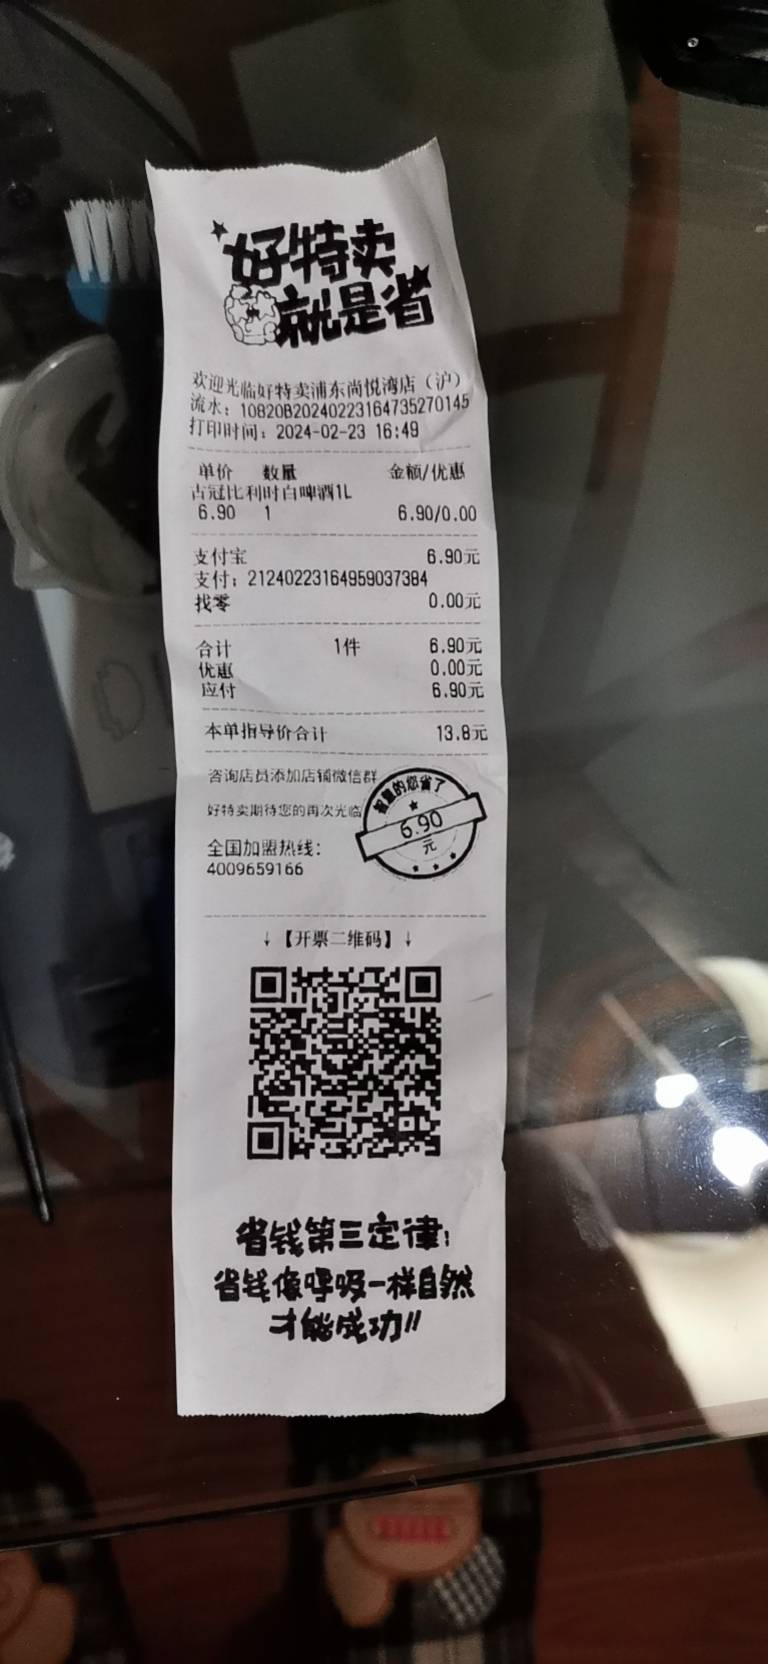 好特卖
就是省
欢迎光临好特卖浦东尚悦湾店（沪）
流水：10820B20240223164735270145
打印时间：2024-02-23 16:49
单价 数量 金额/优惠
古冠比利时白啤酒1L
6.90 1 6.90/0.00
支付宝 6.90元
支付：21240223164959037384
找零 0.00元
合计 1件 6.90元
优惠 0.00元
应付 6.90元
本单指导价合计 13.8元
咨询店员添加店铺微信群
好特卖期待您的再次光临
全国加盟热线：
4009659166
机智的您省了
6.90
元
↓【开票二维码】↓
省钱第三定律：
省钱像呼吸一样自然
才能成功！！